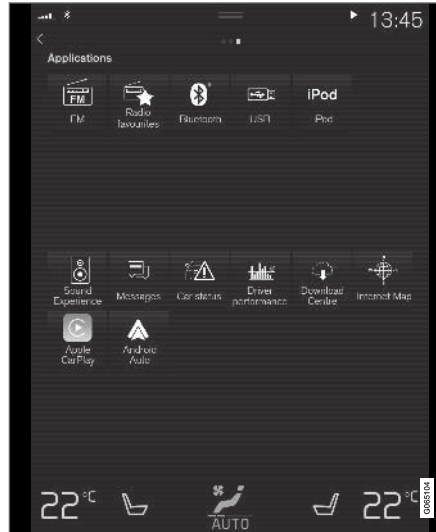 13:45
Applications
FM
iPod
FM
Radio
favourites
Bluetooth
USB
iPod
Sound
Experience
Messages
Car status
Driver
performance
Download
Centre
Internet Map
Apple
CarPlay
Android
Auto
22°C
AUTO
22°C
G065104